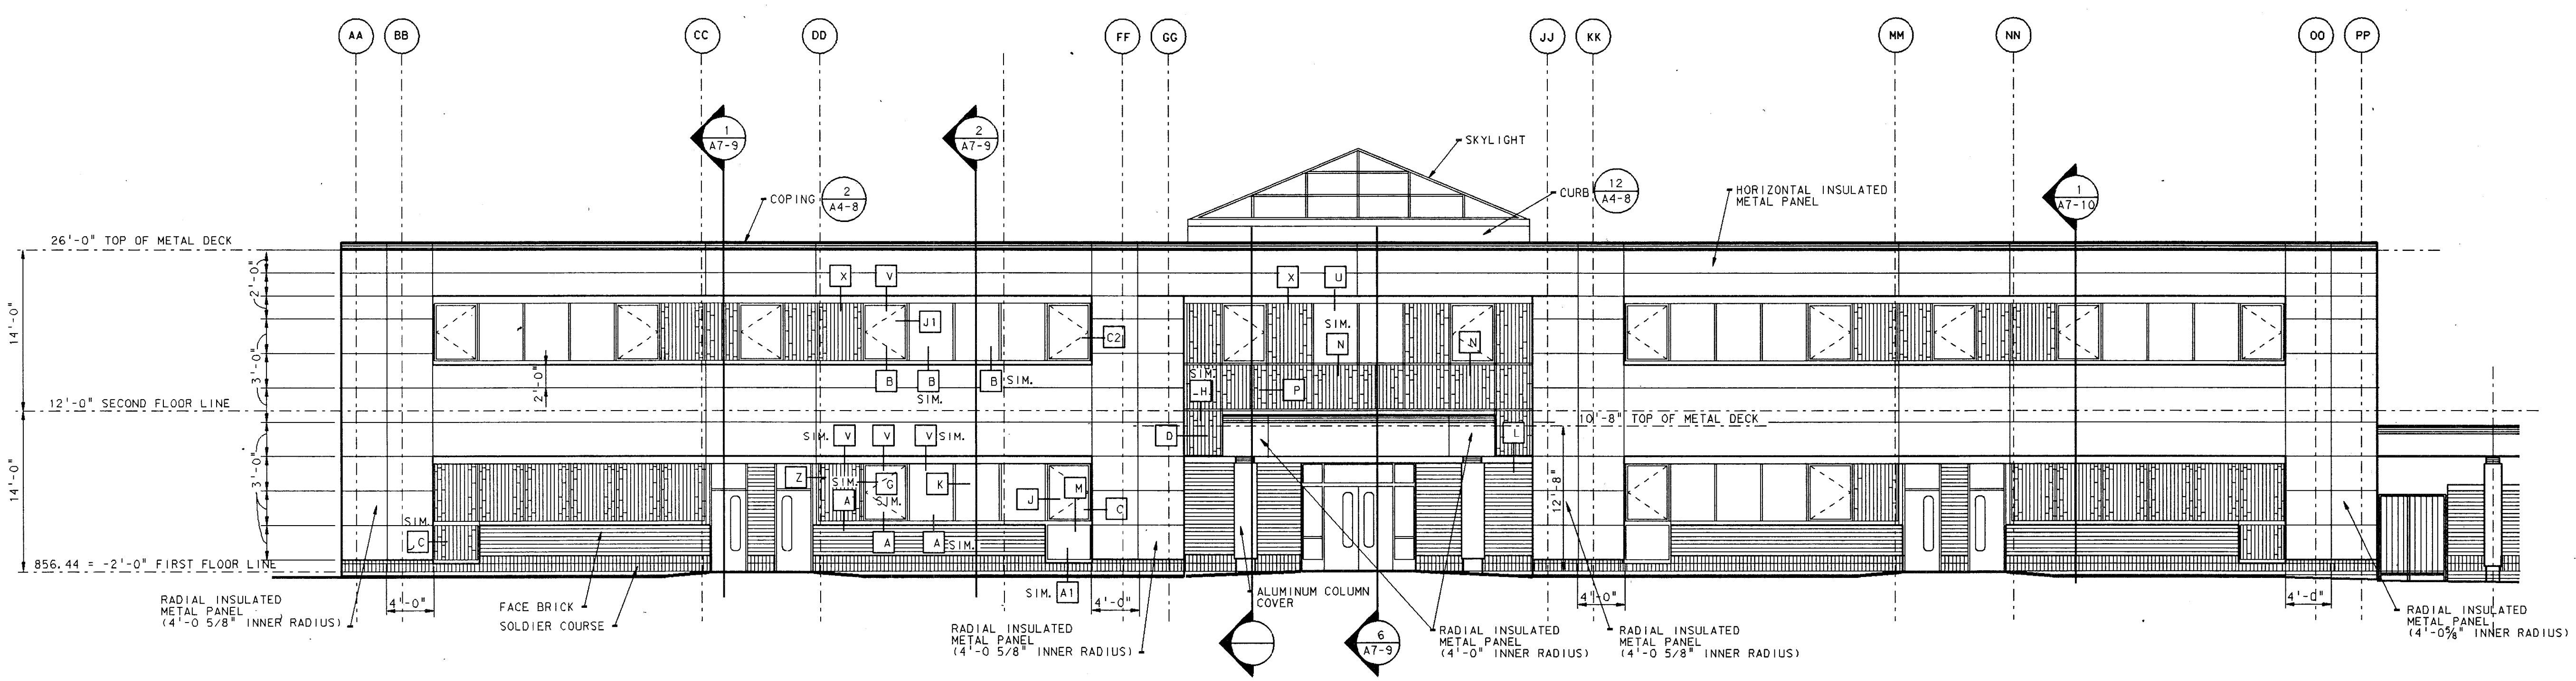 AA BB CC DD FF GG JJ KK MM NN OO PP
1
A7-9
2
A7-9
SKYLIGHT
COPING
2
A4-8
CURB
12
A4-8
HORIZONTAL INSULATED
METAL PANEL
1
A7-10
26'-0" TOP OF METAL DECK
2'-0"
14'-0"
3'-0"
2'-0"
X V
J1
C2
B B B SIM.
SIM.
X U
SIM.
N N
SIM.
H P
12'-0" SECOND FLOOR LINE
10'-8" TOP OF METAL DECK
SIM. V V V SIM.
D L
14'-0"
3'-0"
Z SIM. G K
A SIM.
J M C
12'-8"
SIM.
C
A A SIM.
856.44 = -2'-0" FIRST FLOOR LINE
SIM. A1
4'-0" 4'-0" 4'-0" 4'-0"
RADIAL INSULATED
METAL PANEL
(4'-0 5/8" INNER RADIUS)
FACE BRICK
SOLDIER COURSE
RADIAL INSULATED
METAL PANEL
(4'-0 5/8" INNER RADIUS)
ALUMINUM COLUMN
COVER
6
A7-9
RADIAL INSULATED
METAL PANEL
(4'-0" INNER RADIUS)
RADIAL INSULATED
METAL PANEL
(4'-0 5/8" INNER RADIUS)
RADIAL INSULATED
METAL PANEL
(4'-0⅝" INNER RADIUS)